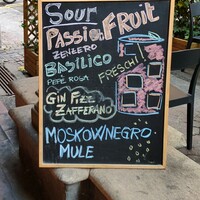 Sour
Passion Fruit
ZENZERO
BASILICO
PEPE ROSA
FRESCHI!
GIN FIZZ
ZAFFERANO
MOSKOW/NEGRO
MULE